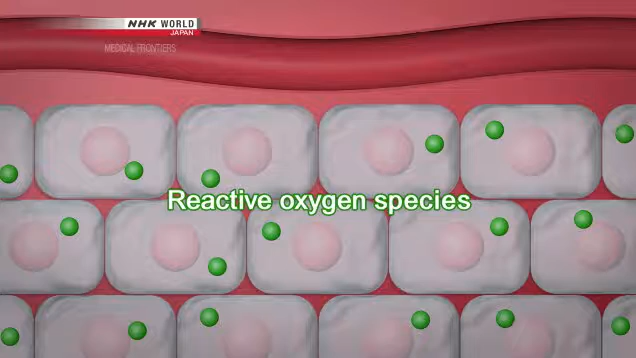 NHK WORLD
JAPAN
MEDICAL FRONTIERS
Reactive oxygen species